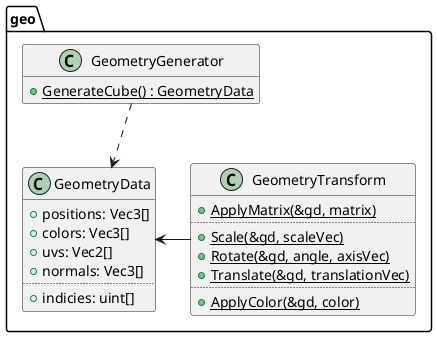 geo
C GeometryGenerator
GenerateCube() : GeometryData
C GeometryData
positions: Vec3[]
colors: Vec3[]
uvs: Vec2[]
normals: Vec3[]
indicies: uint[]
C GeometryTransform
ApplyMatrix(&gd, matrix)
Scale(&gd, scaleVec)
Rotate(&gd, angle, axisVec)
Translate(&gd, translationVec)
ApplyColor(&gd, color)